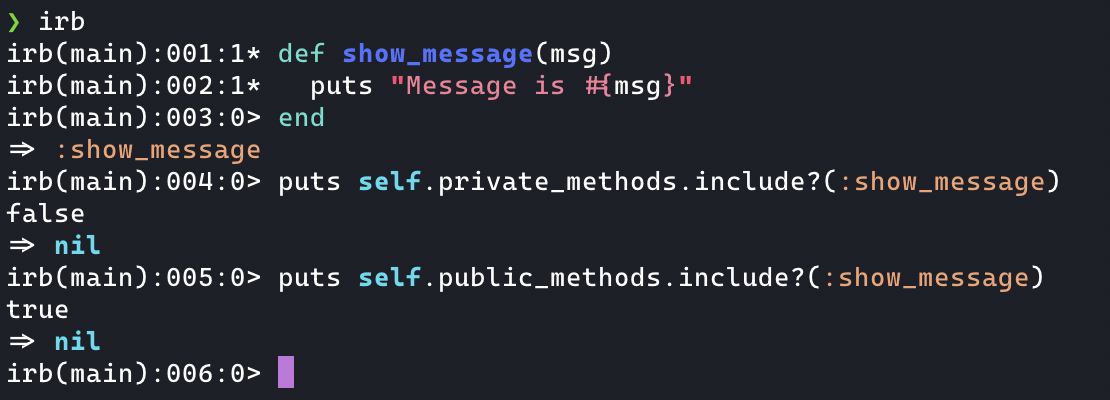 ❯ irb
irb(main):001:1* def show_message(msg)
irb(main):002:1*   puts "Message is #{msg}"
irb(main):003:0> end
=> :show_message
irb(main):004:0> puts self.private_methods.include?(:show_message)
false
=> nil
irb(main):005:0> puts self.public_methods.include?(:show_message)
true
=> nil
irb(main):006:0>